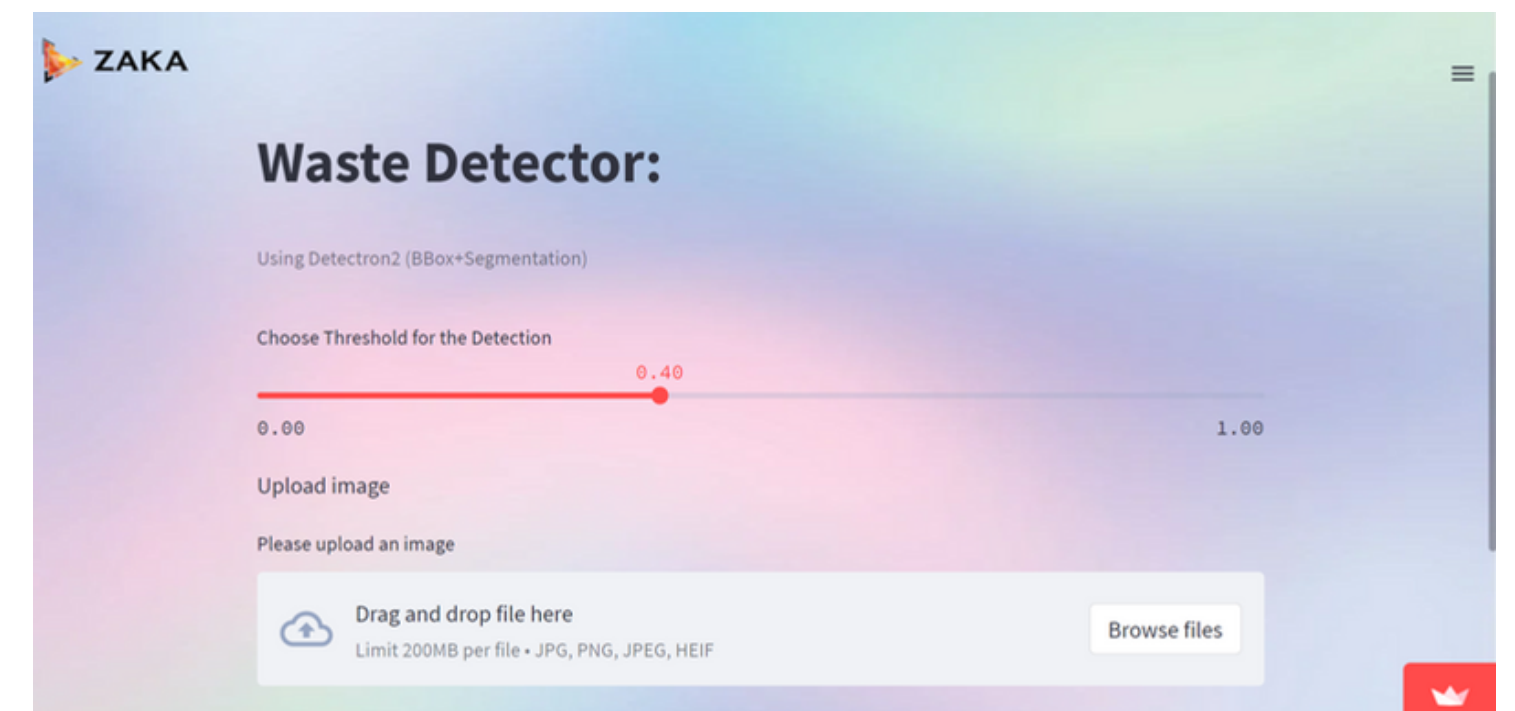 ZAKA
Waste Detector:
Using Detectron2 (BBox+Segmentation)
Choose Threshold for the Detection
0.40
0.00 1.00
Upload image
Please upload an image
Drag and drop file here
Limit 200MB per file • JPG, PNG, JPEG, HEIF
Browse files